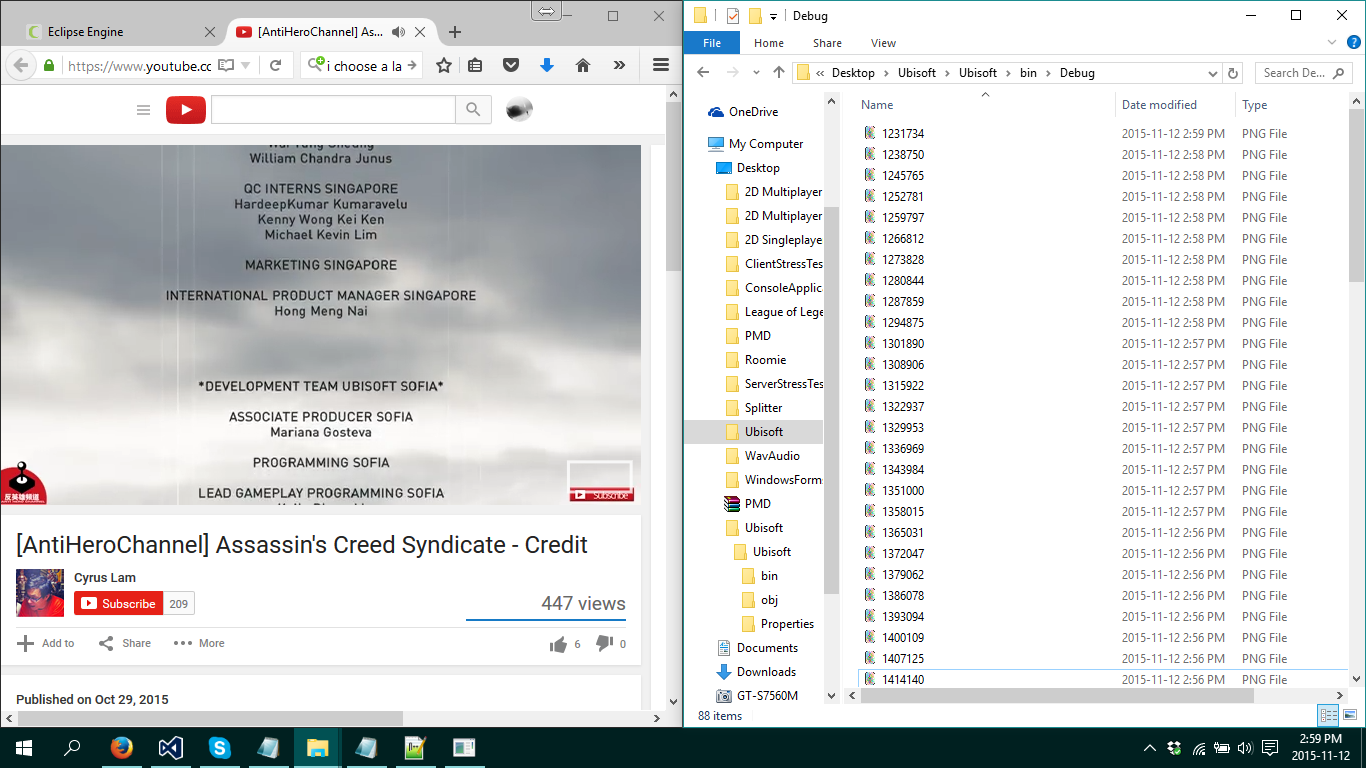 Eclipse Engine
[AntiHeroChannel] As...
https://www.youtube.cc
i choose a la
Wai Yung Cheung
William Chandra Junus
QC INTERNS SINGAPORE
HardeepKumar Kumaravelu
Kenny Wong Kei Ken
Michael Kevin Lim
MARKETING SINGAPORE
INTERNATIONAL PRODUCT MANAGER SINGAPORE
Hong Meng Nai
*DEVELOPMENT TEAM UBISOFT SOFIA*
ASSOCIATE PRODUCER SOFIA
Mariana Gosteva
PROGRAMMING SOFIA
LEAD GAMEPLAY PROGRAMMING SOFIA
反英雄頻道
Subscribe
[AntiHeroChannel] Assassin's Creed Syndicate - Credit
Cyrus Lam
Subscribe 209
447 views
Add to Share More
6 0
Published on Oct 29, 2015
Debug
File Home Share View
« Desktop Ubisoft Ubisoft bin Debug
Search De...
OneDrive
My Computer
Desktop
2D Multiplayer
2D Multiplayer
2D Singleplaye
ClientStressTes
ConsoleApplica
League of Lege
PMD
Roomie
ServerStressTes
Splitter
Ubisoft
WavAudio
WindowsForm
PMD
Ubisoft
Ubisoft
bin
obj
Properties
Documents
Downloads
GT-S7560M
Name Date modified Type
1231734 2015-11-12 2:59 PM PNG File
1238750 2015-11-12 2:58 PM PNG File
1245765 2015-11-12 2:58 PM PNG File
1252781 2015-11-12 2:58 PM PNG File
1259797 2015-11-12 2:58 PM PNG File
1266812 2015-11-12 2:58 PM PNG File
1273828 2015-11-12 2:58 PM PNG File
1280844 2015-11-12 2:58 PM PNG File
1287859 2015-11-12 2:58 PM PNG File
1294875 2015-11-12 2:58 PM PNG File
1301890 2015-11-12 2:57 PM PNG File
1308906 2015-11-12 2:57 PM PNG File
1315922 2015-11-12 2:57 PM PNG File
1322937 2015-11-12 2:57 PM PNG File
1329953 2015-11-12 2:57 PM PNG File
1336969 2015-11-12 2:57 PM PNG File
1343984 2015-11-12 2:57 PM PNG File
1351000 2015-11-12 2:57 PM PNG File
1358015 2015-11-12 2:57 PM PNG File
1365031 2015-11-12 2:56 PM PNG File
1372047 2015-11-12 2:56 PM PNG File
1379062 2015-11-12 2:56 PM PNG File
1386078 2015-11-12 2:56 PM PNG File
1393094 2015-11-12 2:56 PM PNG File
1400109 2015-11-12 2:56 PM PNG File
1407125 2015-11-12 2:56 PM PNG File
1414140 2015-11-12 2:56 PM PNG File
88 items
2:59 PM
2015-11-12